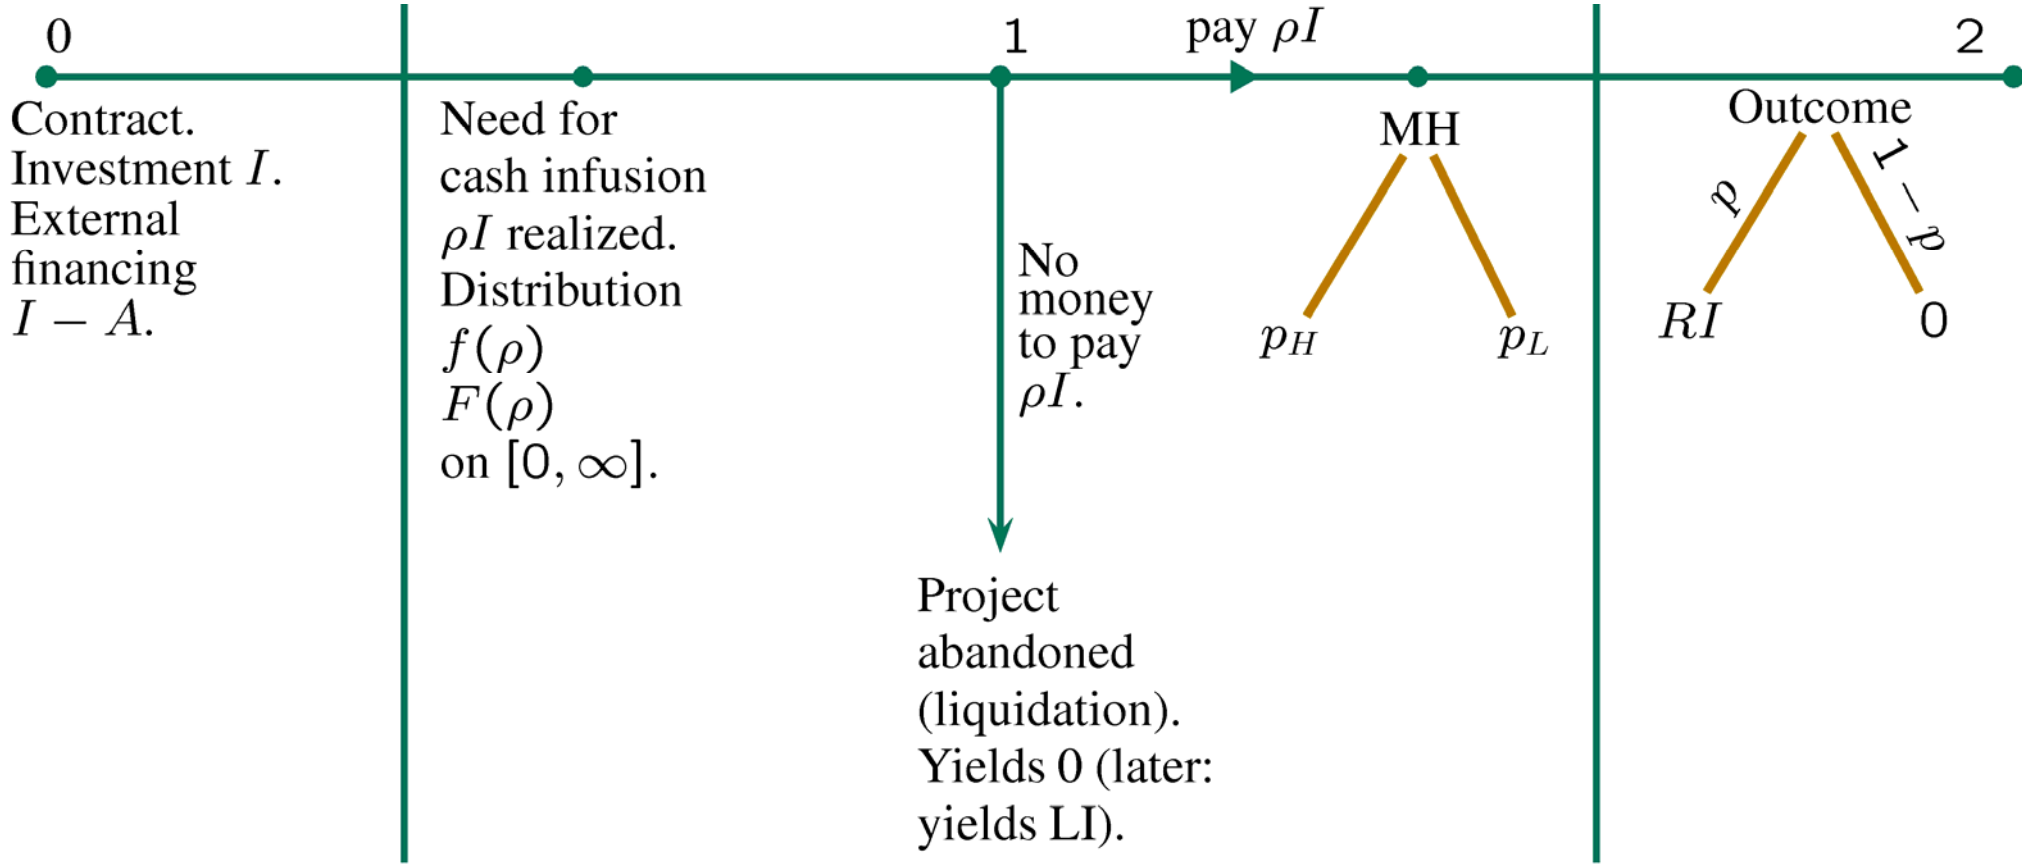 0
1
pay ρI
2
Contract.
Investment I.
External
financing
I − A.
Need for
cash infusion
ρI realized.
Distribution
f(ρ)
F(ρ)
on [0, ∞].
No
money
to pay
ρI.
Project
abandoned
(liquidation).
Yields 0 (later:
yields LI).
MH
p_H
p_L
Outcome
p
1 − p
RI
0